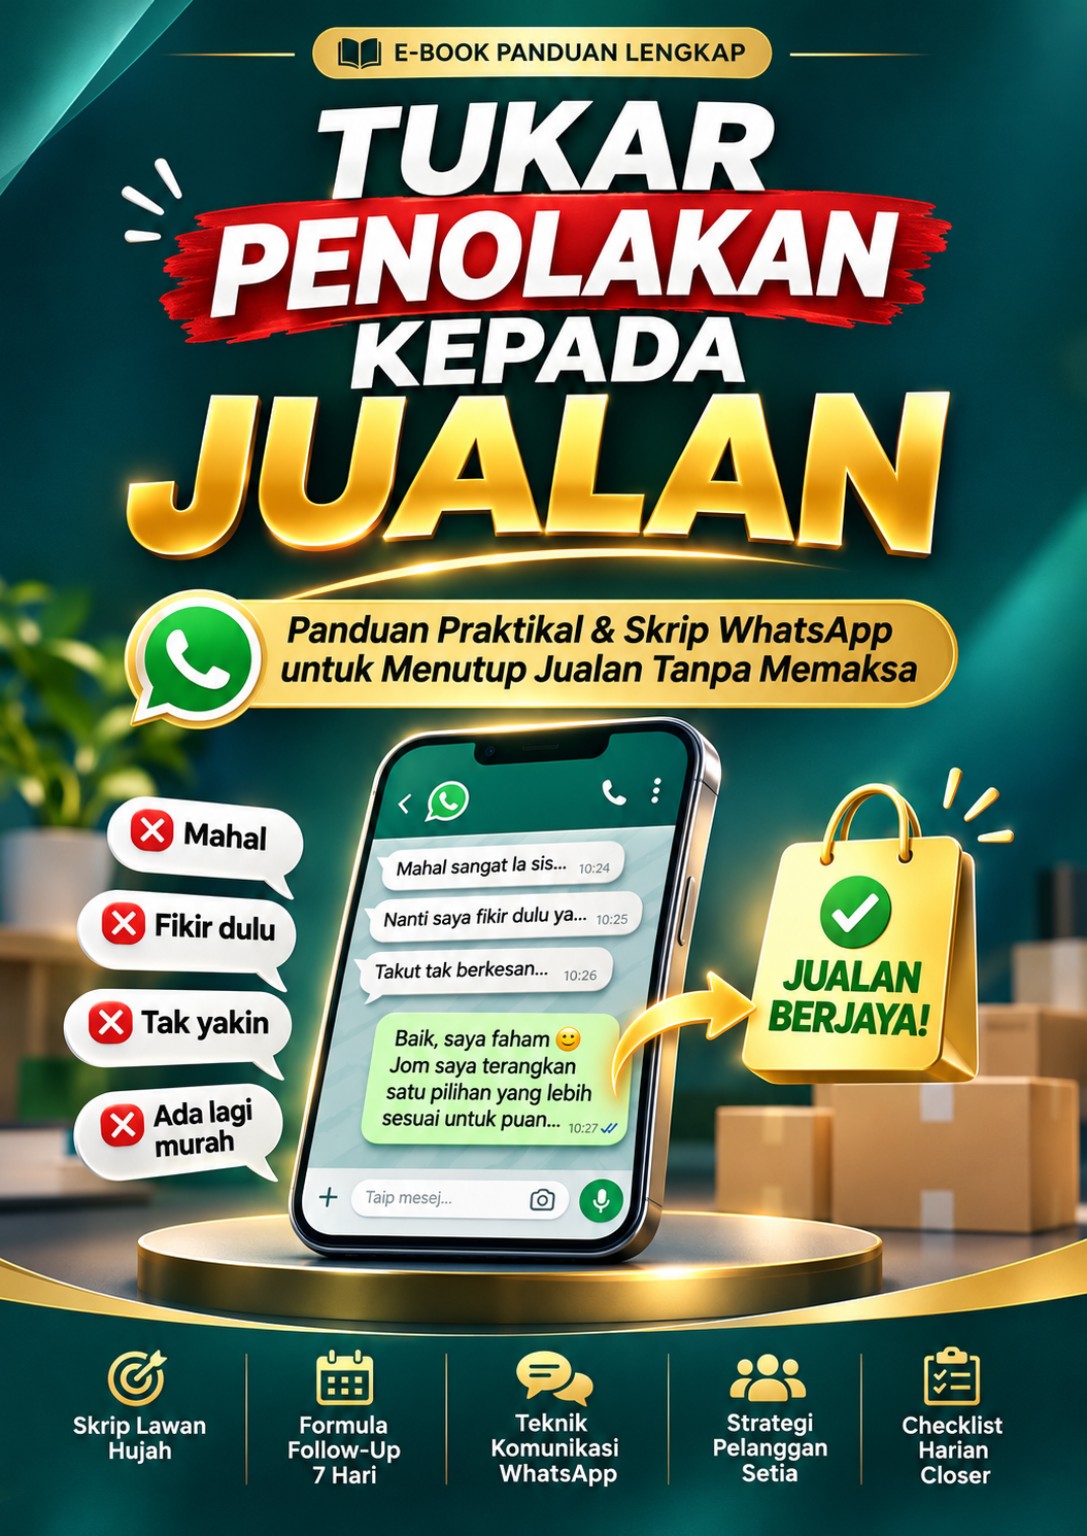 E-BOOK PANDUAN LENGKAP
TUKAR
PENOLAKAN
KEPADA
JUALAN
Panduan Praktikal & Skrip WhatsApp
untuk Menutup Jualan Tanpa Memaksa
Mahal
Fikir dulu
Tak yakin
Ada lagi
murah
Mahal sangat la sis... 10:24
Nanti saya fikir dulu ya... 10:25
Takut tak berkesan... 10:26
Baik, saya faham 🙂
Jom saya terangkan
satu pilihan yang lebih
sesuai untuk puan... 10:27
Taip mesej...
JUALAN
BERJAYA!
Skrip Lawan
Hujah
Formula
Follow-Up
7 Hari
Teknik
Komunikasi
WhatsApp
Strategi
Pelanggan
Setia
Checklist
Harian
Closer